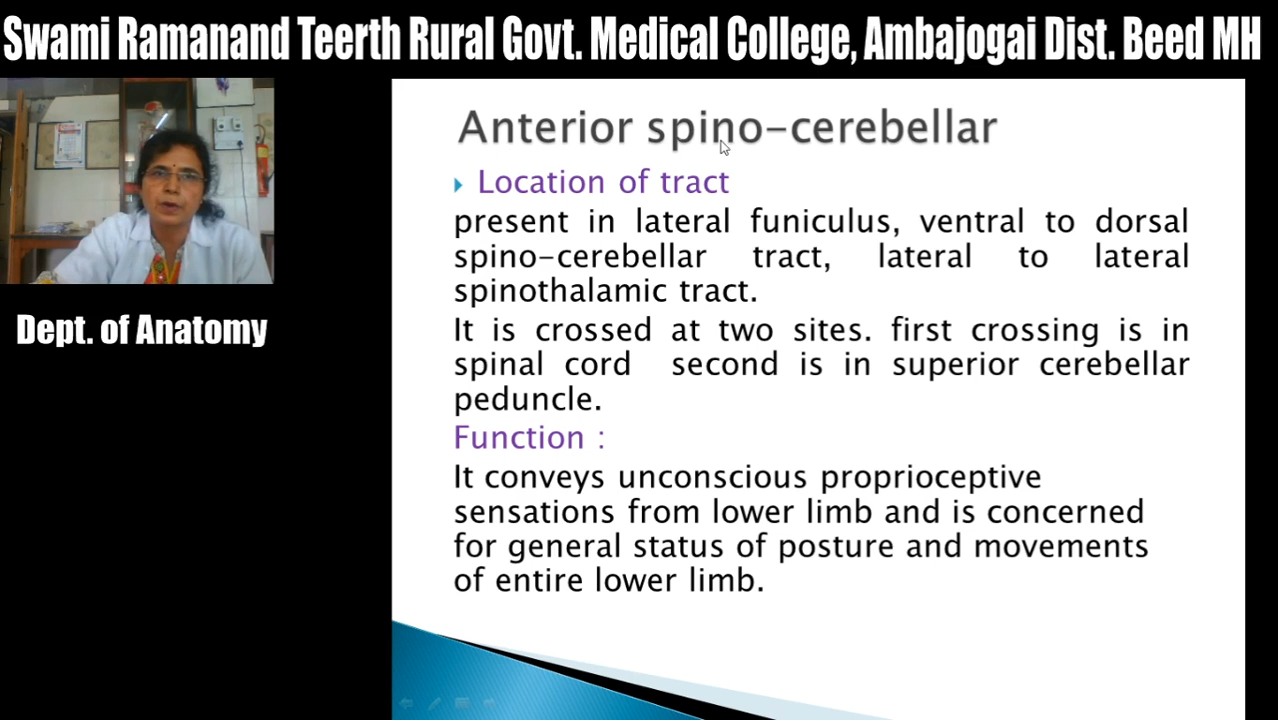 Swami Ramanand Teerth Rural Govt. Medical College, Ambajogai Dist. Beed MH
Anterior spino-cerebellar
Location of tract
present in lateral funiculus, ventral to dorsal
spino-cerebellar tract, lateral to lateral
spinothalamic tract.
It is crossed at two sites. first crossing is in
spinal cord second is in superior cerebellar
peduncle.
Function :
It conveys unconscious proprioceptive
sensations from lower limb and is concerned
for general status of posture and movements
of entire lower limb.
Dept. of Anatomy